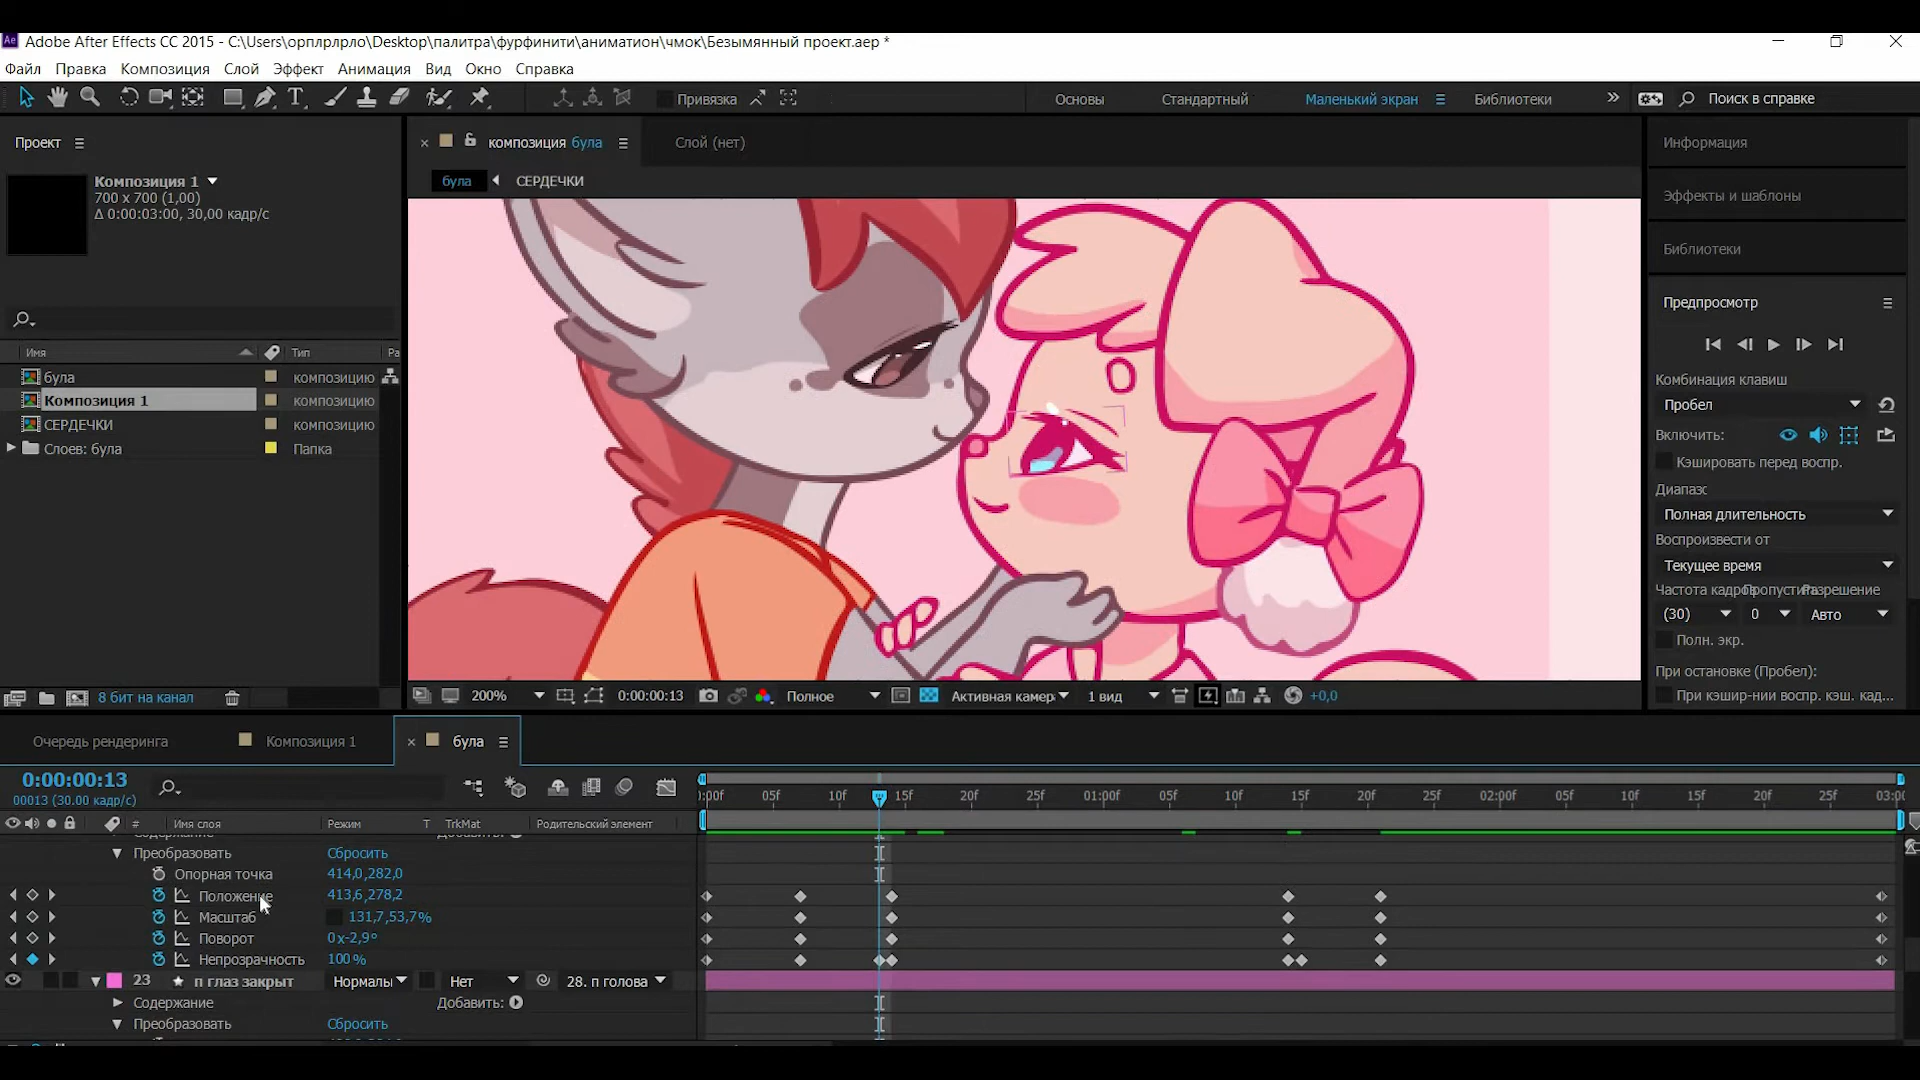 Adobe After Effects CC 2015 - C:\Users\орплрлрло\Desktop\палитра\фурфинити\аниматион\чмок\Безымянный проект.aep *
Файл Правка Композиция Слой Эффект Анимация Вид Окно Справка
Привязка Основы Стандартный Маленький экран Библиотеки Поиск в справке
Проект
Композиция 1
700 x 700 (1,00)
Δ 0:00:03:00, 30,00 кадр/с
Имя Тип Ра
була композицию
Композиция 1 композицию
СЕРДЕЧКИ композицию
Слоев: була Папка
8 бит на канал
композиция була Слой (нет)
була СЕРДЕЧКИ
200% 0:00:00:13 Полное Активная камер 1 вид +0,0
Информация
Эффекты и шаблоны
Библиотеки
Предпросмотр
Комбинация клавиш
Пробел
Включить:
Кэшировать перед воспр.
Диапазс
Полная длительность
Воспроизвести от
Текущее время
Частота кадров Пропустить Разрешение
(30) 0 Авто
Полн. экр.
При остановке (Пробел):
При кэшир-нии воспр. кэш. кад...
Очередь рендеринга Композиция 1 була
0:00:00:13
00013 (30.00 кадр/с)
:00f 05f 10f 15f 20f 25f 01:00f 05f 10f 15f 20f 25f 02:00f 05f 10f 15f 20f 25f 03:00
# Имя слоя Режим T TrkMat Родительский элемент
Преобразовать Сбросить
Опорная точка 414,0,282,0
Положение 413,6,278,2
Масштаб 131,7,53,7%
Поворот 0x-2,9°
Непрозрачность 100%
23 п глаз закрыт Нормалы Нет 28. п голова
Содержание Добавить:
Преобразовать Сбросить